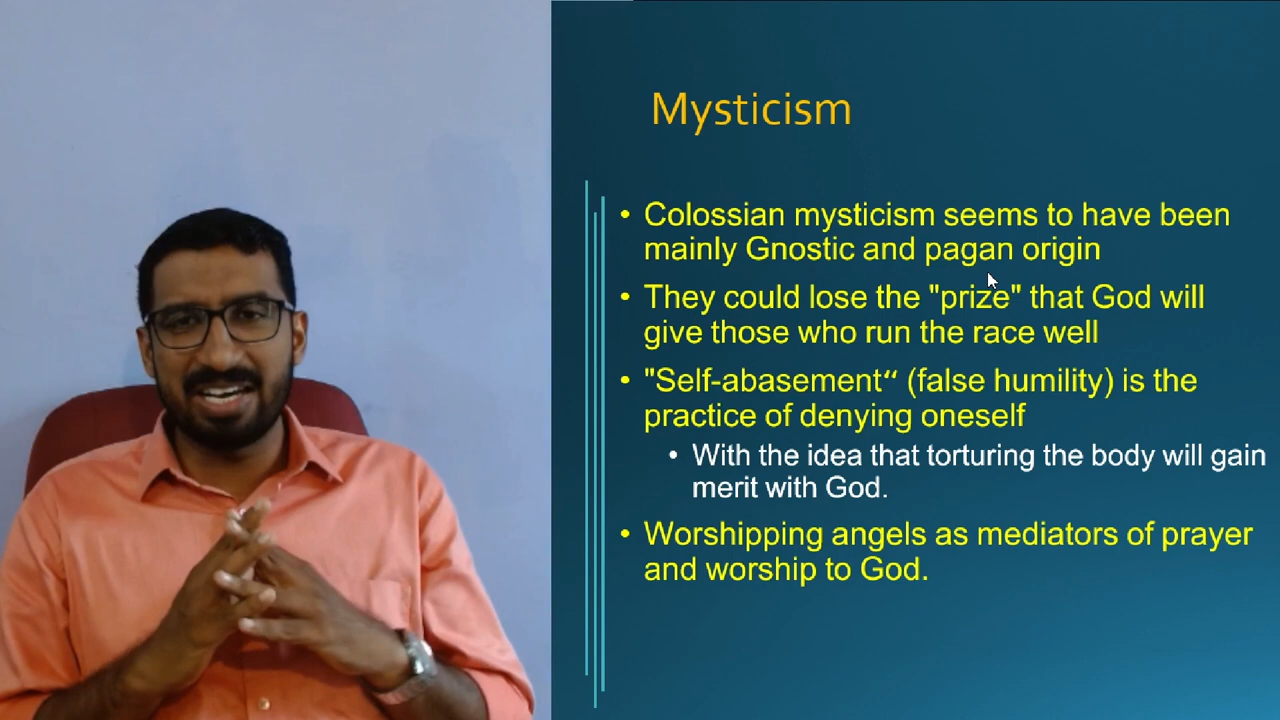 Mysticism
• Colossian mysticism seems to have been
mainly Gnostic and pagan origin
• They could lose the "prize" that God will
give those who run the race well
• "Self-abasement“ (false humility) is the
practice of denying oneself
• With the idea that torturing the body will gain
merit with God.
• Worshipping angels as mediators of prayer
and worship to God.